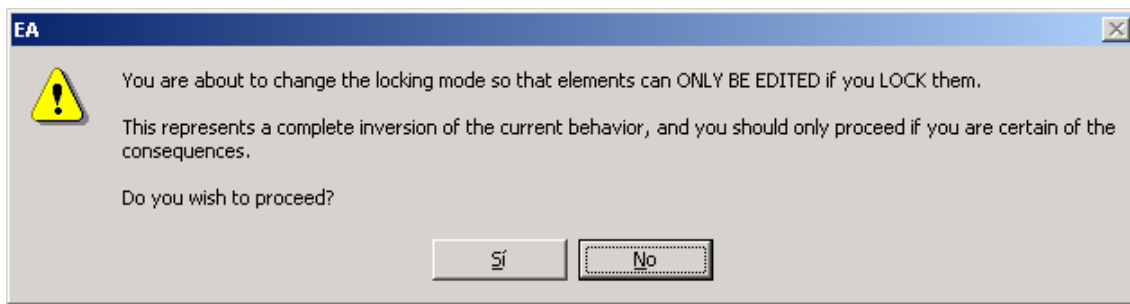 EA
You are about to change the locking mode so that elements can ONLY BE EDITED if you LOCK them.
This represents a complete inversion of the current behavior, and you should only proceed if you are certain of the
consequences.
Do you wish to proceed?
Sí
No